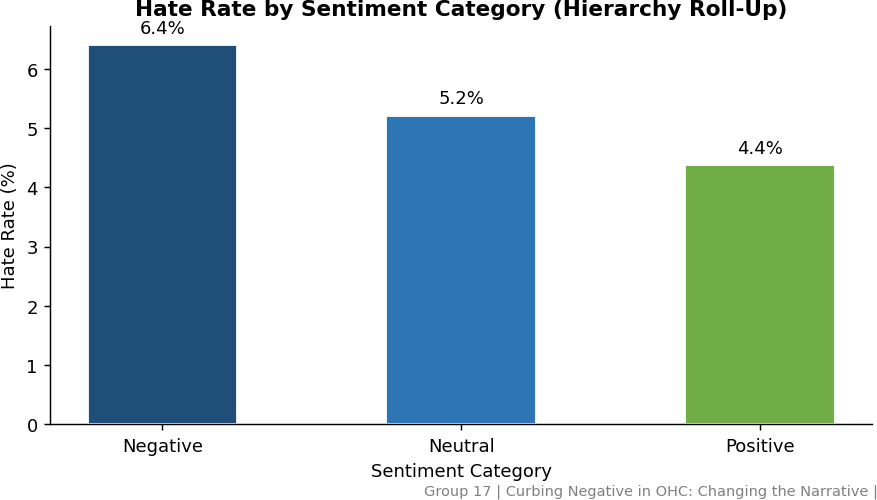 Hate Rate by Sentiment Category (Hierarchy Roll-Up)
6.4%
5.2%
4.4%
Hate Rate (%)
6
5
4
3
2
1
0
Negative
Neutral
Positive
Sentiment Category
Group 17 | Curbing Negative in OHC: Changing the Narrative |